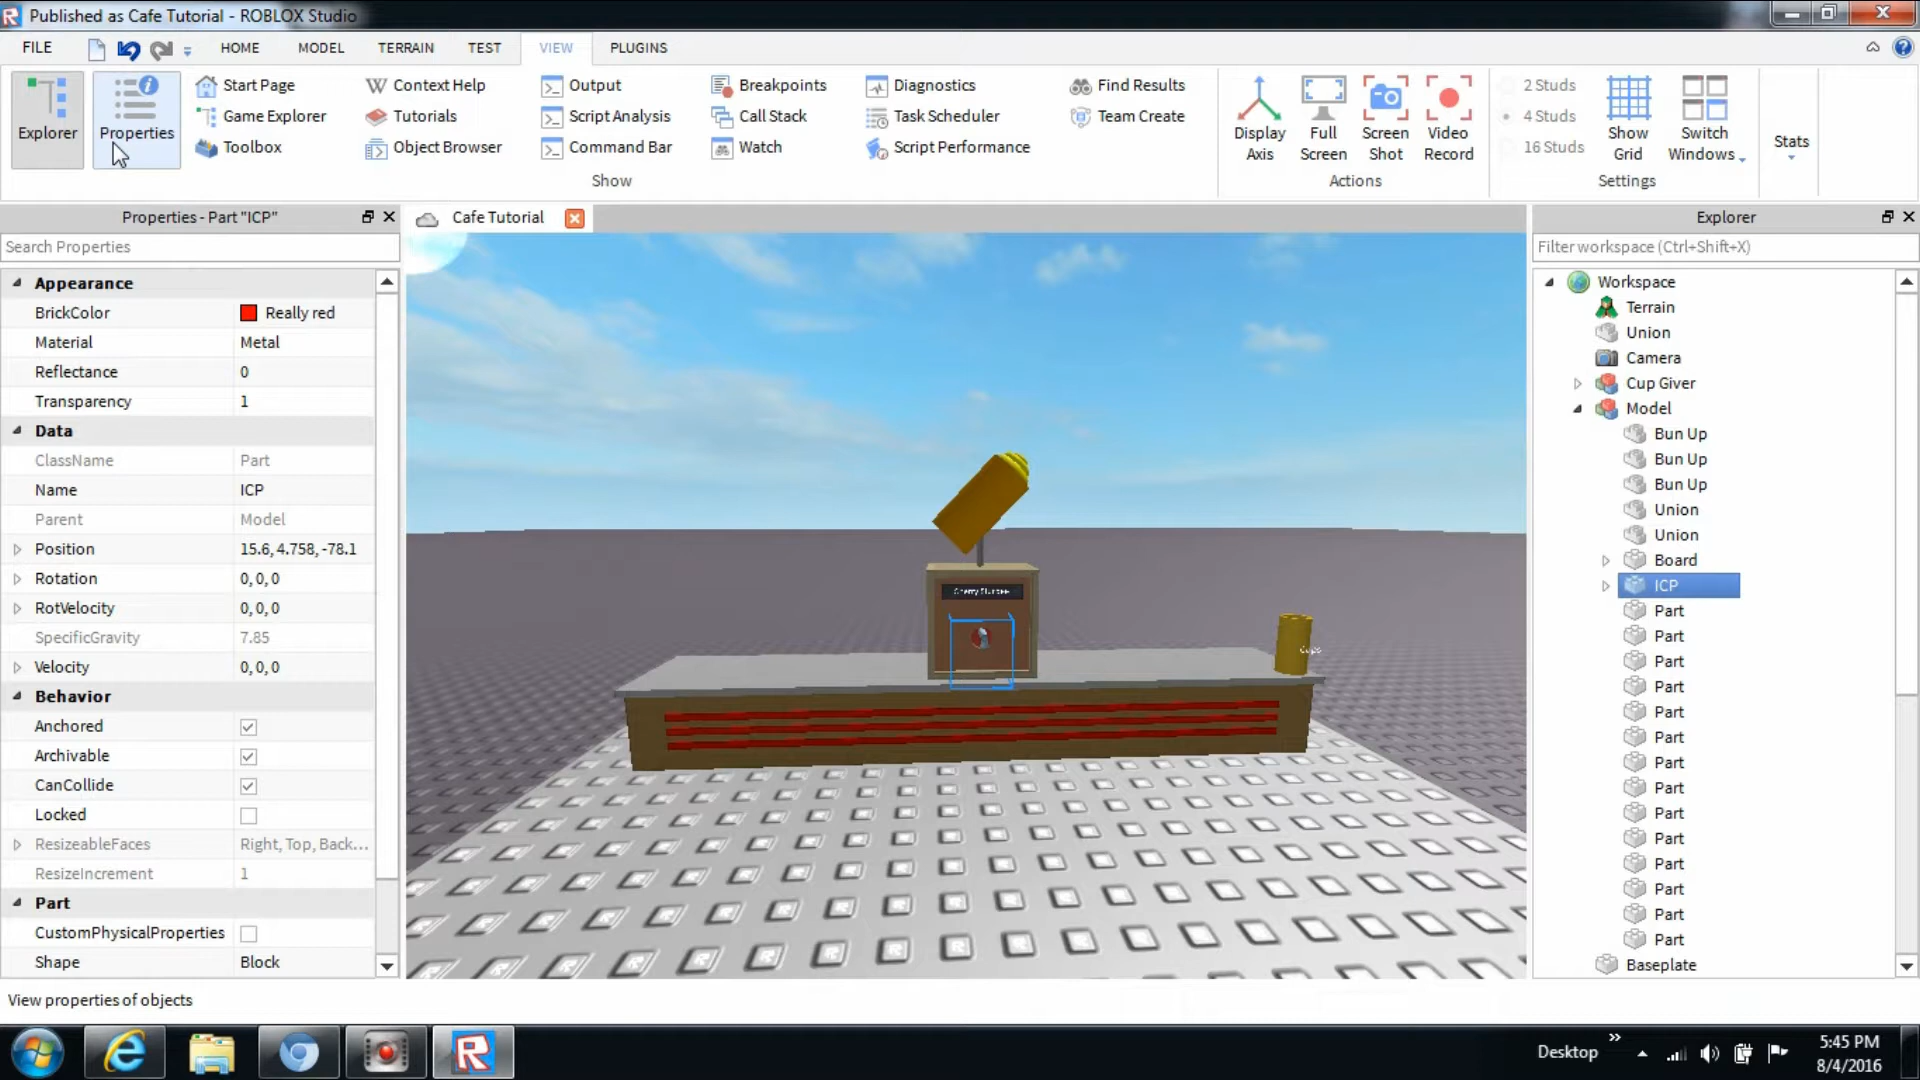 Published as Cafe Tutorial - ROBLOX Studio
FILE HOME MODEL TERRAIN TEST VIEW PLUGINS
Explorer
Properties
Start Page
Game Explorer
Toolbox
Context Help
Tutorials
Object Browser
Output
Script Analysis
Command Bar
Breakpoints
Call Stack
Watch
Diagnostics
Task Scheduler
Script Performance
Find Results
Team Create
Show
Display Axis
Full Screen
Screen Shot
Video Record
Actions
2 Studs
4 Studs
16 Studs
Show Grid
Switch Windows
Settings
Stats
Properties - Part "ICP"
Search Properties
Appearance
BrickColor Really red
Material Metal
Reflectance 0
Transparency 1
Data
ClassName Part
Name ICP
Parent Model
Position 15.6, 4.758, -78.1
Rotation 0, 0, 0
RotVelocity 0, 0, 0
SpecificGravity 7.85
Velocity 0, 0, 0
Behavior
Anchored
Archivable
CanCollide
Locked
ResizeableFaces Right, Top, Back...
ResizeIncrement 1
Part
CustomPhysicalProperties
Shape Block
View properties of objects
Cafe Tutorial
Cups
Explorer
Filter workspace (Ctrl+Shift+X)
Workspace
Terrain
Union
Camera
Cup Giver
Model
Bun Up
Bun Up
Bun Up
Union
Union
Board
ICP
Part
Part
Part
Part
Part
Part
Part
Part
Part
Part
Part
Part
Part
Part
Baseplate
Desktop
5:45 PM
8/4/2016